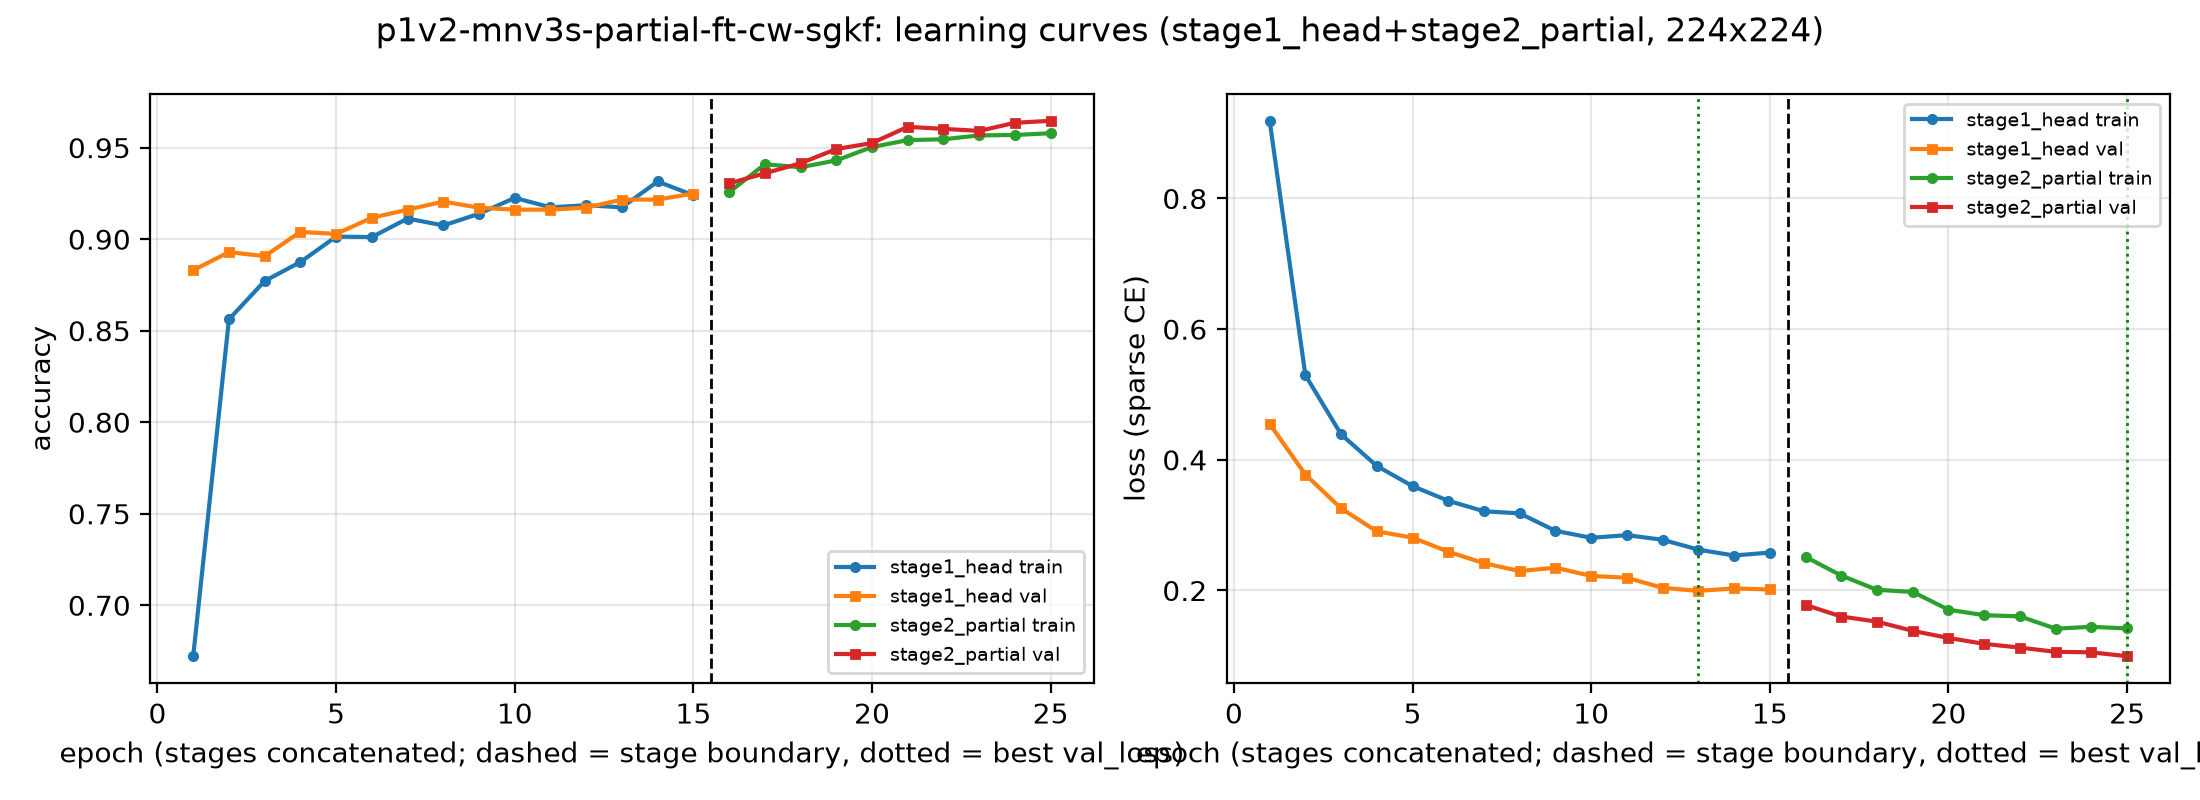 p1v2-mnv3s-partial-ft-cw-sgkf: learning curves (stage1_head+stage2_partial, 224x224)
accuracy
0.95
0.90
0.85
0.80
0.75
0.70
stage1_head train
stage1_head val
stage2_partial train
stage2_partial val
0 5 10 15 20 25
epoch (stages concatenated; dashed = stage boundary, dotted = best val_loss)
loss (sparse CE)
0.8
0.6
0.4
0.2
stage1_head train
stage1_head val
stage2_partial train
stage2_partial val
0 5 10 15 20 25
epoch (stages concatenated; dashed = stage boundary, dotted = best val_l